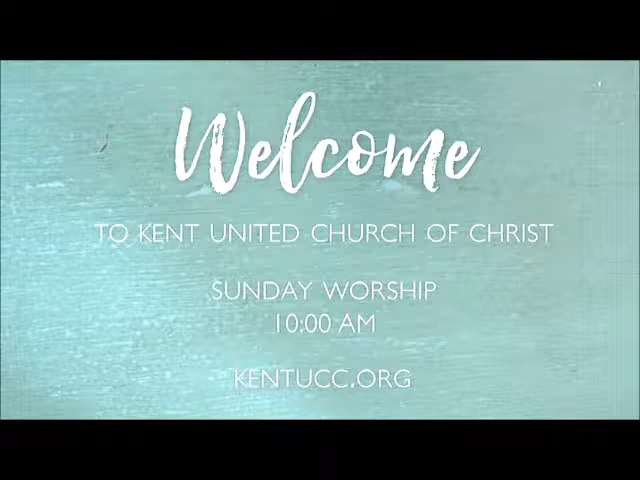 Welcome
TO KENT UNITED CHURCH OF CHRIST
SUNDAY WORSHIP
10:00 AM
KENTUCC.ORG